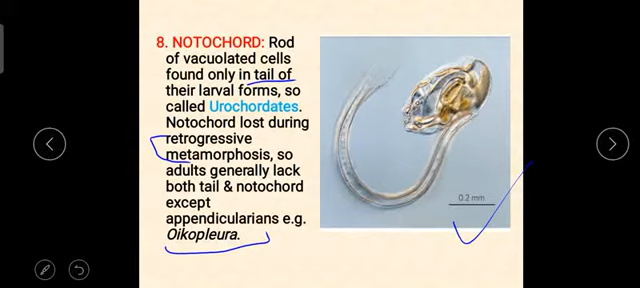 8. NOTOCHORD: Rod
of vacuolated cells
found only in tail of
their larval forms, so
called Urochordates.
Notochord lost during
retrogressive
metamorphosis, so
adults generally lack
both tail & notochord
except
appendicularians e.g.
Oikopleura.
0.2 mm